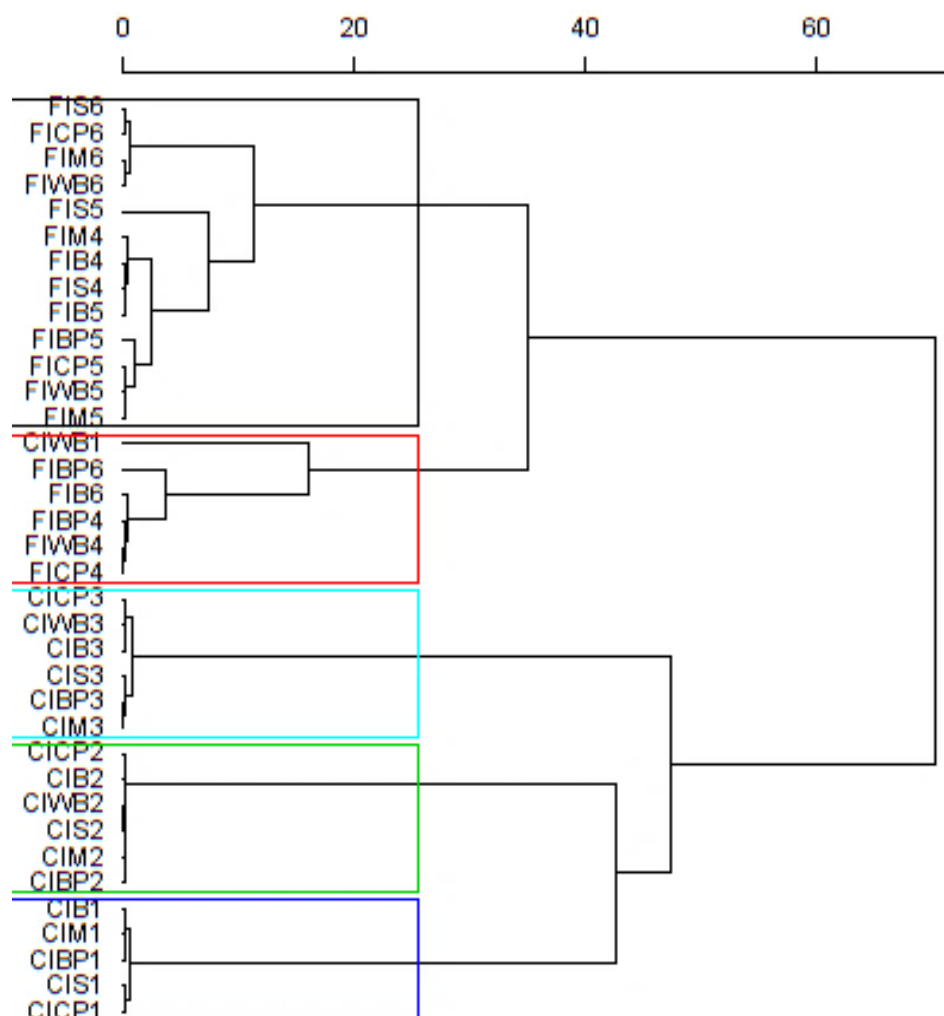 0 20 40 60
FIS6
FICP6
FIM6
FIWB6
FIS5
FIM4
FIB4
FIS4
FIB5
FIBP5
FICP5
FIWB5
FIM5
CIWB1
FIBP6
FIB6
FIBP4
FIWB4
FICP4
CICP3
CIWB3
CIB3
CIS3
CIBP3
CIM3
CICP2
CIB2
CIWB2
CIS2
CIM2
CIBP2
CIB1
CIM1
CIBP1
CIS1
CICP1